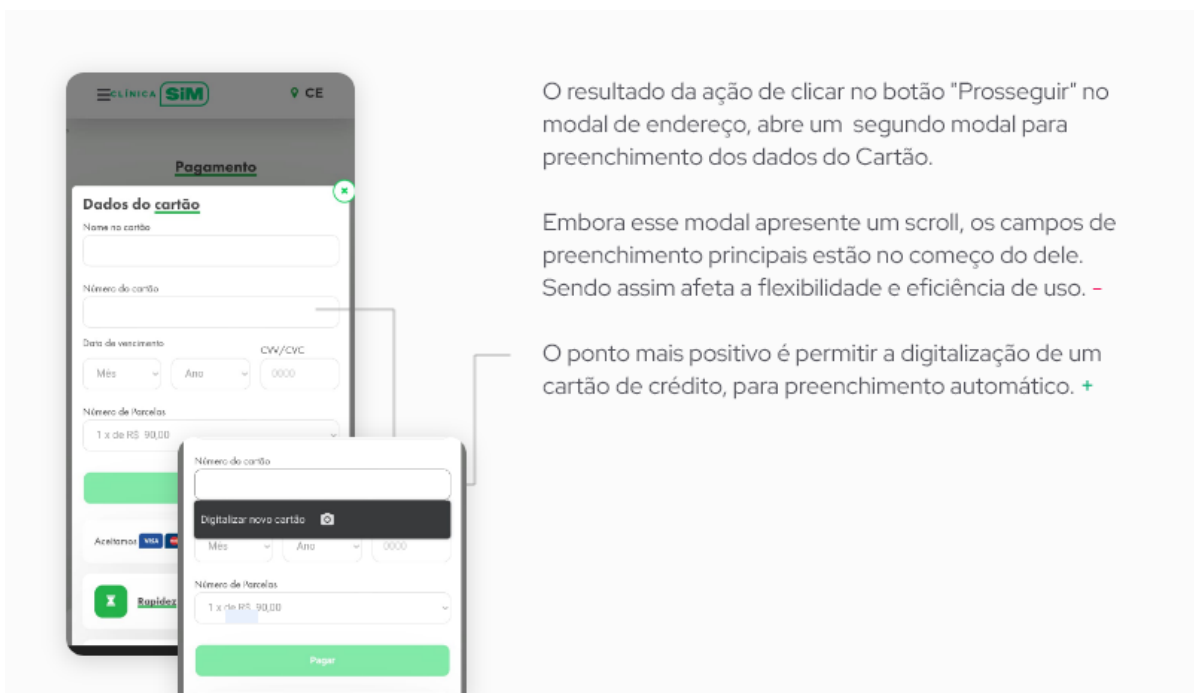 CLÍNICA SiM
CE
Pagamento
Dados do cartão
Nome no cartão
Número do cartão
Data de vencimento
CVV/CVC
Mês
Ano
0000
Número de Parcelas
1 x de R$ 90,00
Aceitamos VISA
Rapidez
Número do cartão
Digitalizar novo cartão
Mês
Ano
0000
Número de Parcelas
1 x de R$ 90,00
Pagar
O resultado da ação de clicar no botão "Prosseguir" no
modal de endereço, abre um segundo modal para
preenchimento dos dados do Cartão.
Embora esse modal apresente um scroll, os campos de
preenchimento principais estão no começo do dele.
Sendo assim afeta a flexibilidade e eficiência de uso. -
O ponto mais positivo é permitir a digitalização de um
cartão de crédito, para preenchimento automático. +